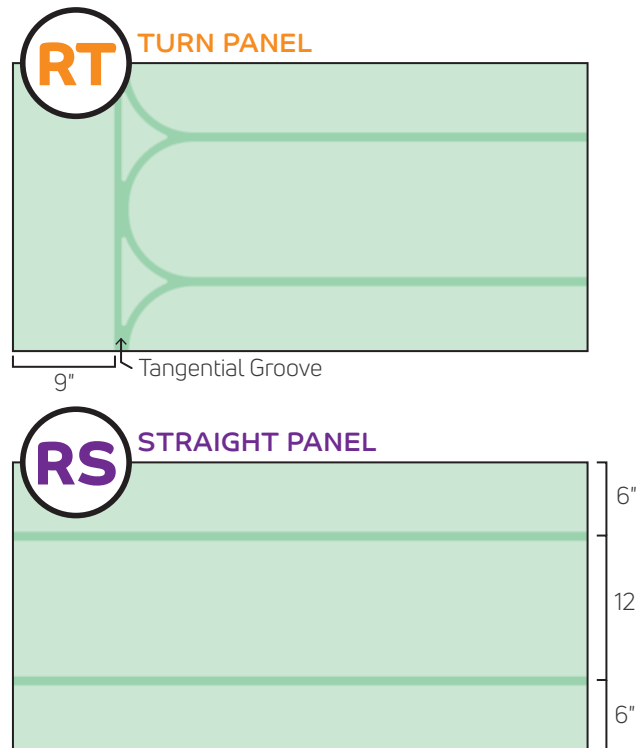 RT
TURN PANEL
9"
Tangential Groove
RS
STRAIGHT PANEL
6"
12
6"